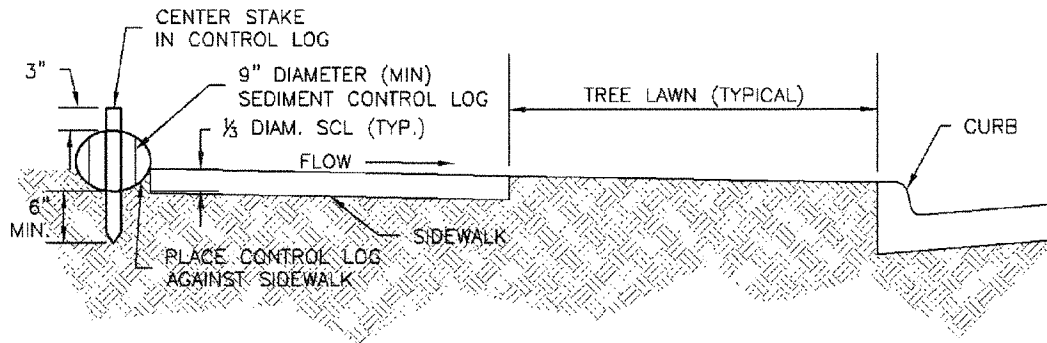 CENTER STAKE
IN CONTROL LOG
3"
9" DIAMETER (MIN)
SEDIMENT CONTROL LOG
⅓ DIAM. SCL (TYP.)
FLOW
TREE LAWN (TYPICAL)
CURB
6"
MIN.
SIDEWALK
PLACE CONTROL LOG
AGAINST SIDEWALK